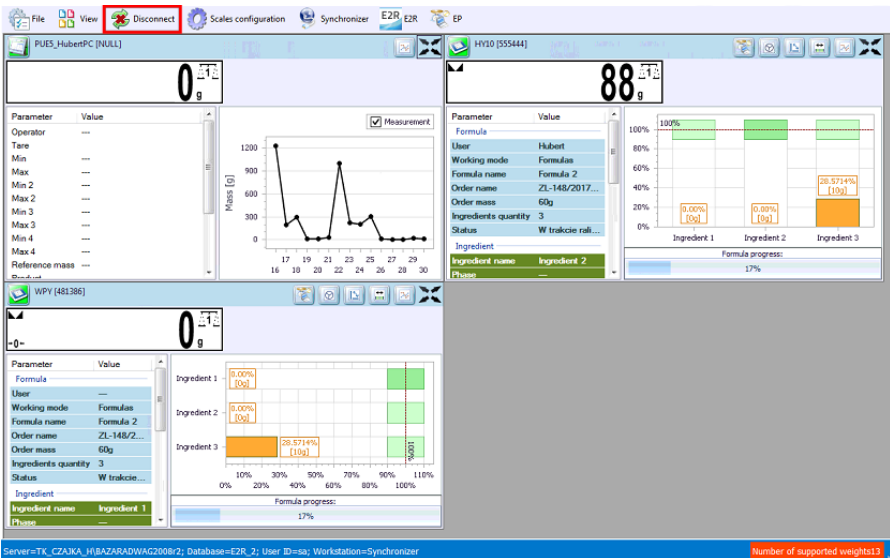 File View Disconnect Scales configuration Synchronizer E2R E2R EP
PUE5_HubertPC [NULL]
0 1 g
Parameter Value
Operator ---
Tare
Min ---
Max ---
Min 2 ---
Max 2 ---
Min 3 ---
Max 3 ---
Min 4 ---
Max 4 ---
Reference mass ---
Product
Measurement
Mass [g]
1200
900
600
300
0
17 19 21 23 25 27 29
16 18 20 22 24 26 28 30
HY10 [555444]
88 1 g
Parameter Value
Formula
User Hubert
Working mode Formulas
Formula name Formula 2
Order name ZL-148/2017...
Order mass 60g
Ingredients quantity 3
Status W trakcie rali...
Ingredient
Ingredient name Ingredient 2
Phase ---
100%
100%
80%
60%
40%
20%
0%
0.00%
[0g]
0.00%
[0g]
28.5714%
[10g]
Ingredient 1 Ingredient 2 Ingredient 3
Formula progress:
17%
WPY [481386]
-0- 0 1 g
Parameter Value
Formula
User ---
Working mode Formulas
Formula name Formula 2
Order name ZL-148/2...
Order mass 60g
Ingredients quantity 3
Status W trakcie...
Ingredient
Ingredient name Ingredient 1
Phase ---
Ingredient 1 0.00%
[0g]
Ingredient 2 0.00%
[0g]
Ingredient 3 28.5714%
[10g]
100%
10% 30% 50% 70% 90% 110%
0% 20% 40% 60% 80% 100%
Formula progress:
17%
Server=TK_CZAJKA_H\BAZARADWAG2008r2; Database=E2R_2; User ID=sa; Workstation=Synchronizer
Number of supported weights13